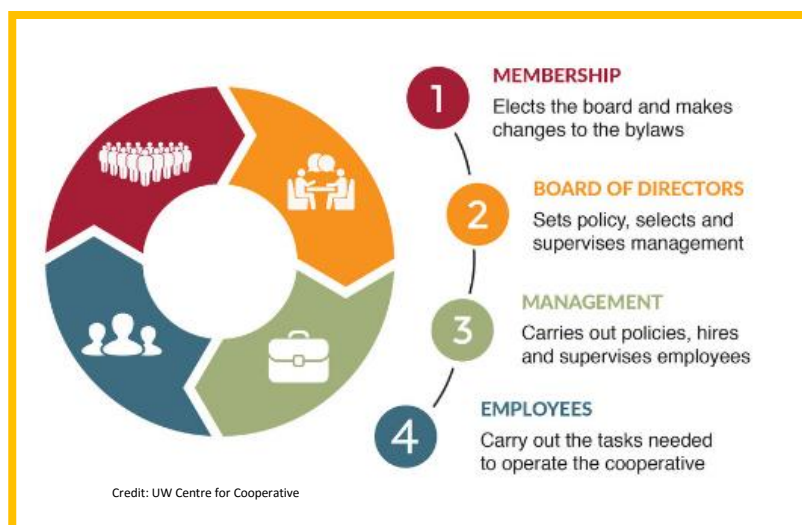 1
MEMBERSHIP
Elects the board and makes
changes to the bylaws
2
BOARD OF DIRECTORS
Sets policy, selects and
supervises management
3
MANAGEMENT
Carries out policies, hires
and supervises employees
4
EMPLOYEES
Carry out the tasks needed
to operate the cooperative
Credit: UW Centre for Cooperative